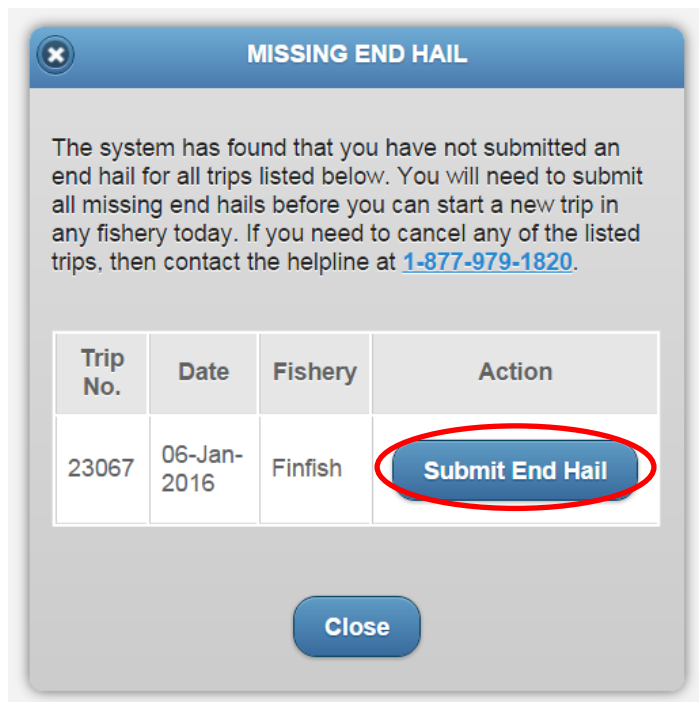 MISSING END HAIL
The system has found that you have not submitted an
end hail for all trips listed below. You will need to submit
all missing end hails before you can start a new trip in
any fishery today. If you need to cancel any of the listed
trips, then contact the helpline at 1-877-979-1820.
Trip No. Date Fishery Action
23067 06-Jan-2016 Finfish Submit End Hail
Close